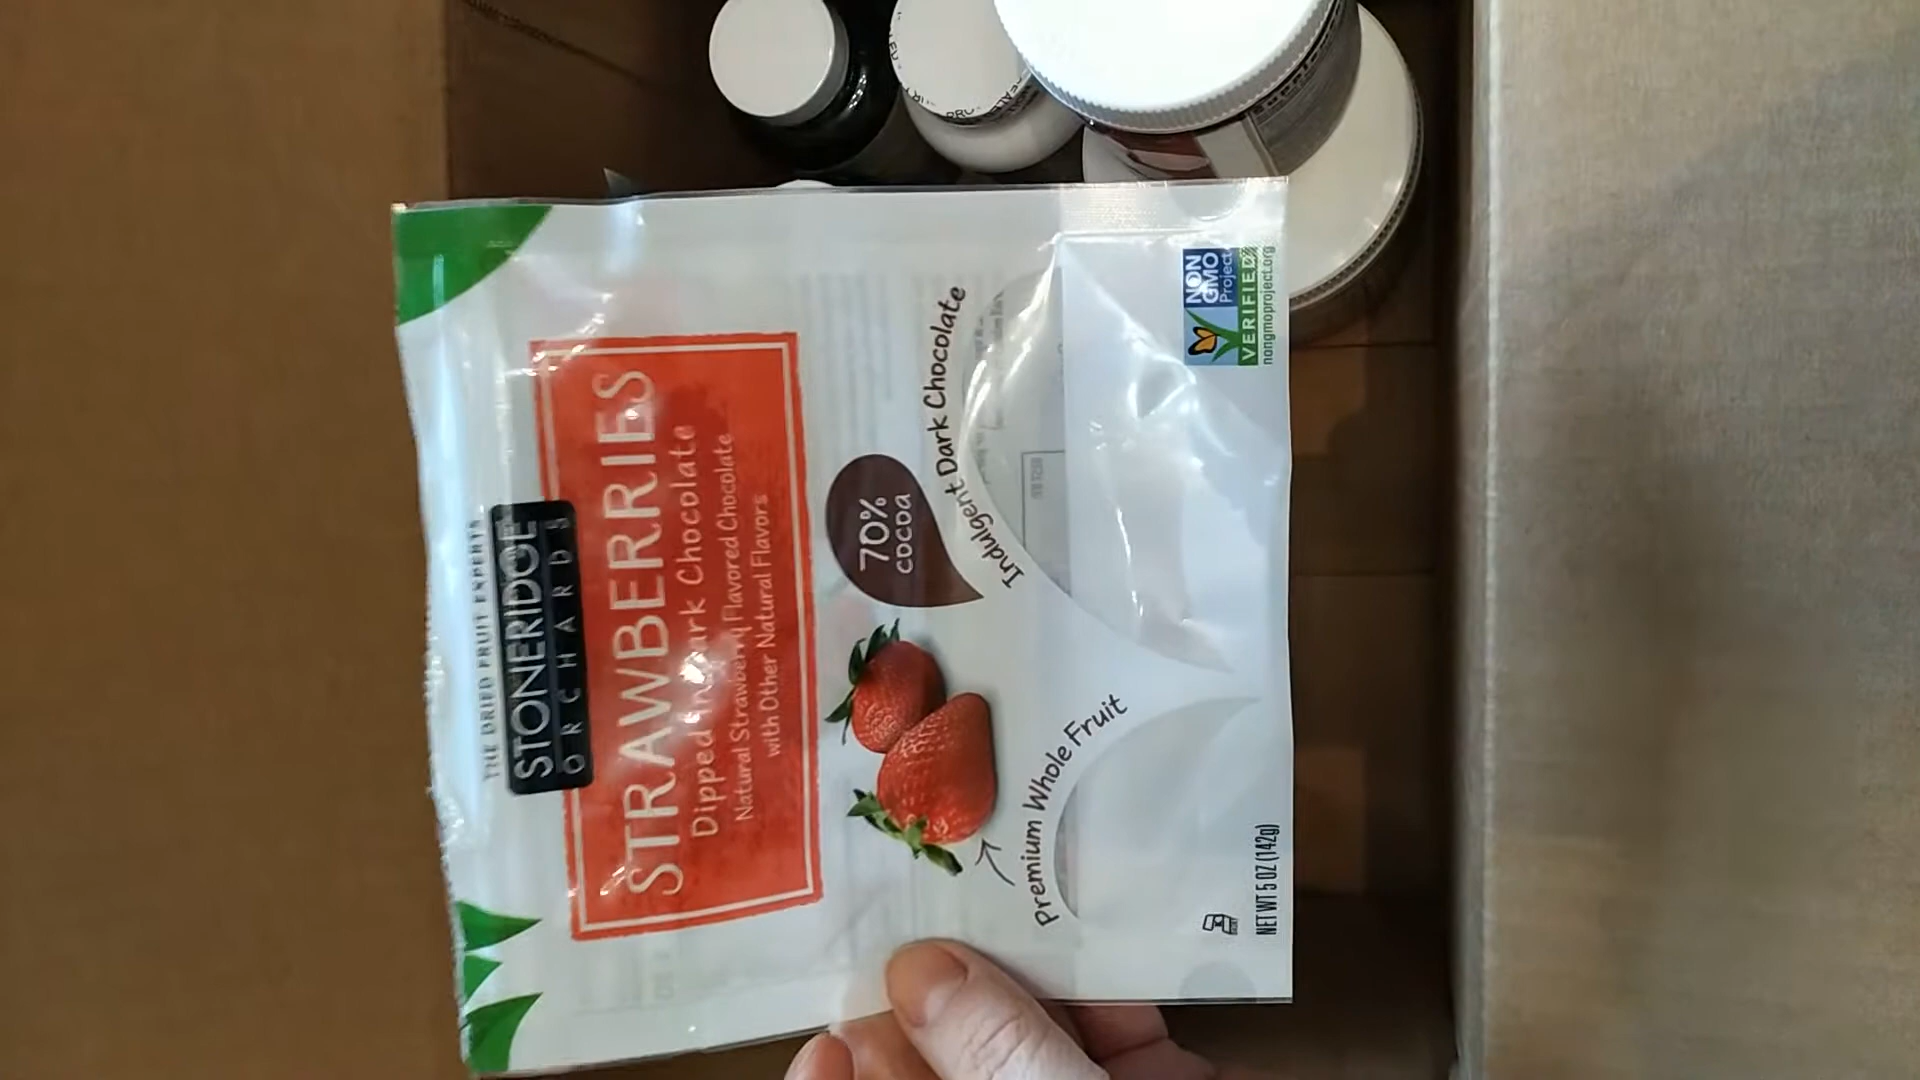 THE DRIED FRUIT EXPERTS
STONERIDGE
ORCHARDS
STRAWBERRIES
Dipped in Dark Chocolate
Natural Strawberry Flavored Chocolate
with Other Natural Flavors
70%
COCOA
Indulgent Dark Chocolate
Premium Whole Fruit
NON
GMO
Project
VERIFIED
nongmoproject.org
NET WT 5 OZ (142g)